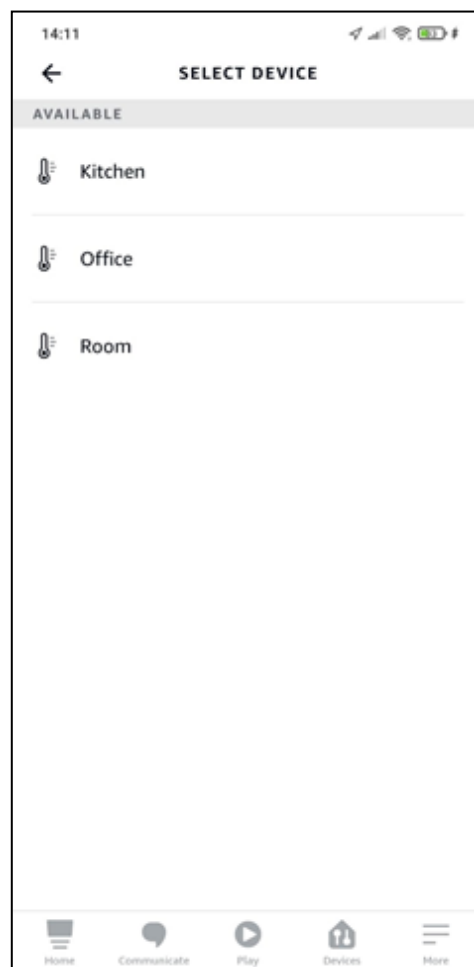 14:11
SELECT DEVICE
AVAILABLE
Kitchen
Office
Room
Home Communicate Play Devices More